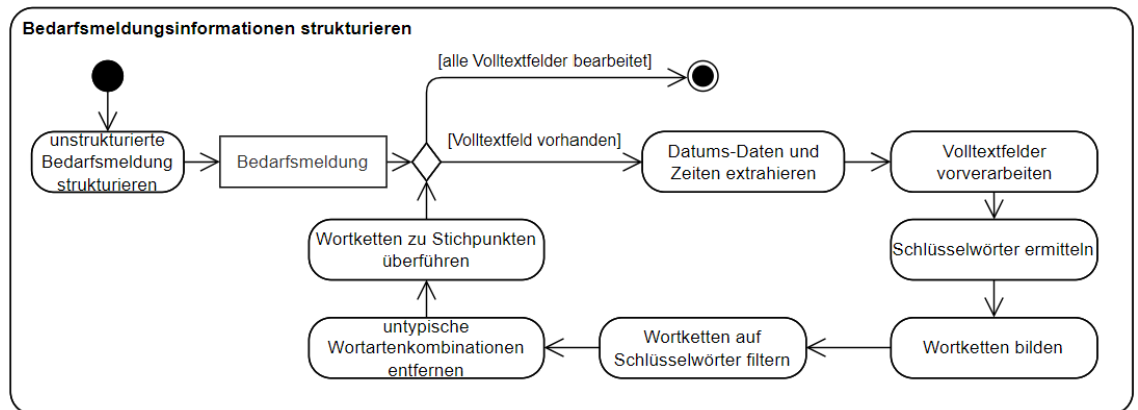 Bedarfsmeldungsinformationen strukturieren
[alle Volltextfelder bearbeitet]
unstrukturierte
Bedarfsmeldung
strukturieren
Bedarfsmeldung
[Volltextfeld vorhanden]
Datums-Daten und
Zeiten extrahieren
Volltextfelder
vorverarbeiten
Schlüsselwörter ermitteln
Wortketten bilden
Wortketten auf
Schlüsselwörter filtern
untypische
Wortartenkombinationen
entfernen
Wortketten zu Stichpunkten
überführen